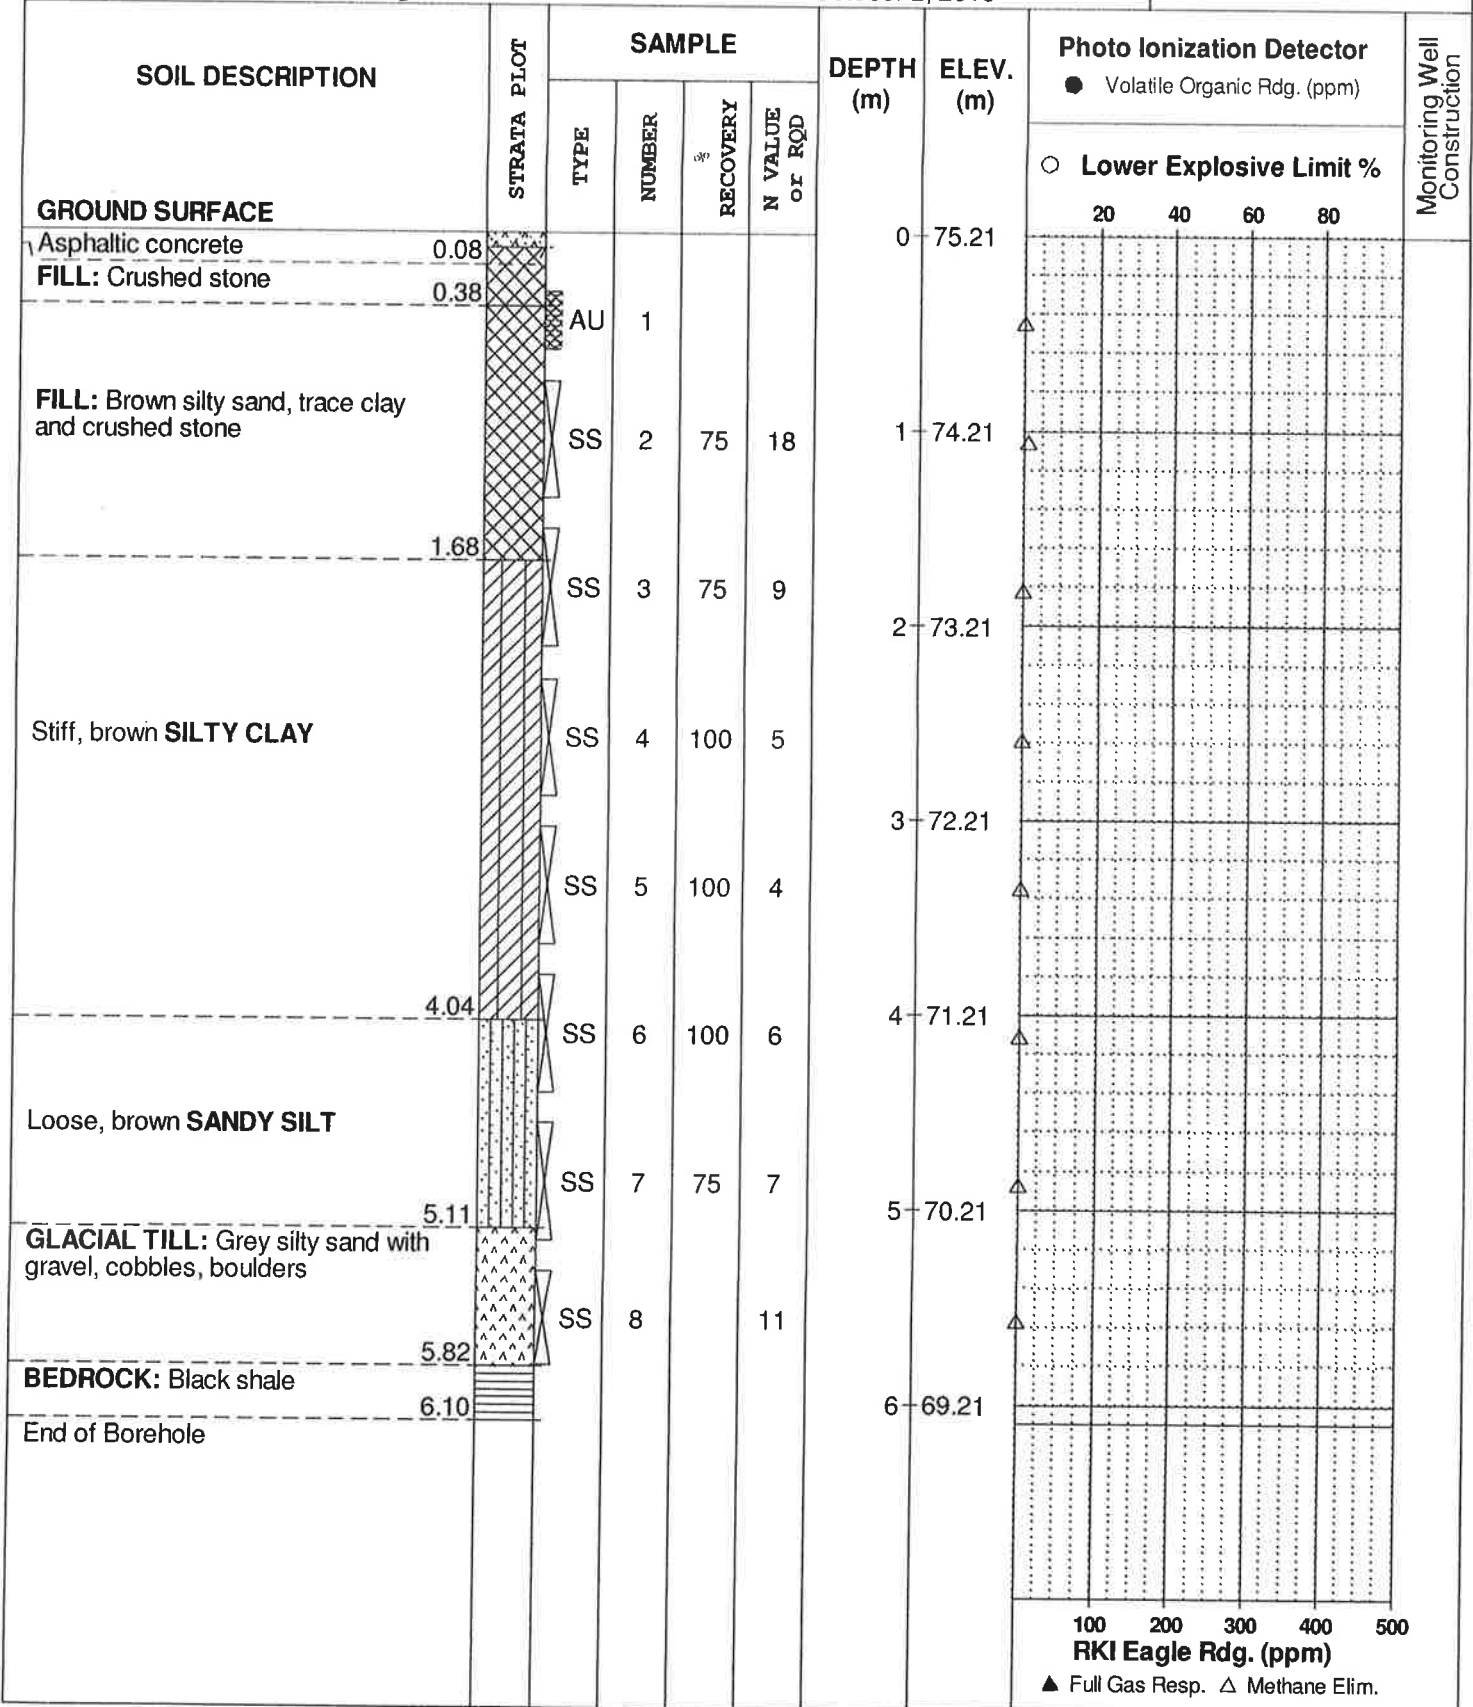 SOIL DESCRIPTION
STRATA PLOT
SAMPLE
TYPE
NUMBER
% RECOVERY
N VALUE
or RQD
DEPTH
(m)
ELEV.
(m)
Photo Ionization Detector
● Volatile Organic Rdg. (ppm)
○ Lower Explosive Limit %
20 40 60 80
Monitoring Well
Construction
GROUND SURFACE
0 75.21
Asphaltic concrete 0.08
FILL: Crushed stone
0.38
AU 1
FILL: Brown silty sand, trace clay
and crushed stone
SS 2 75 18
1 74.21
1.68
SS 3 75 9
2 73.21
Stiff, brown SILTY CLAY
SS 4 100 5
3 72.21
SS 5 100 4
4.04
4 71.21
SS 6 100 6
Loose, brown SANDY SILT
SS 7 75 7
5.11
5 70.21
GLACIAL TILL: Grey silty sand with
gravel, cobbles, boulders
SS 8 11
5.82
BEDROCK: Black shale
6.10
6 69.21
End of Borehole
100 200 300 400 500
RKI Eagle Rdg. (ppm)
▲ Full Gas Resp. △ Methane Elim.